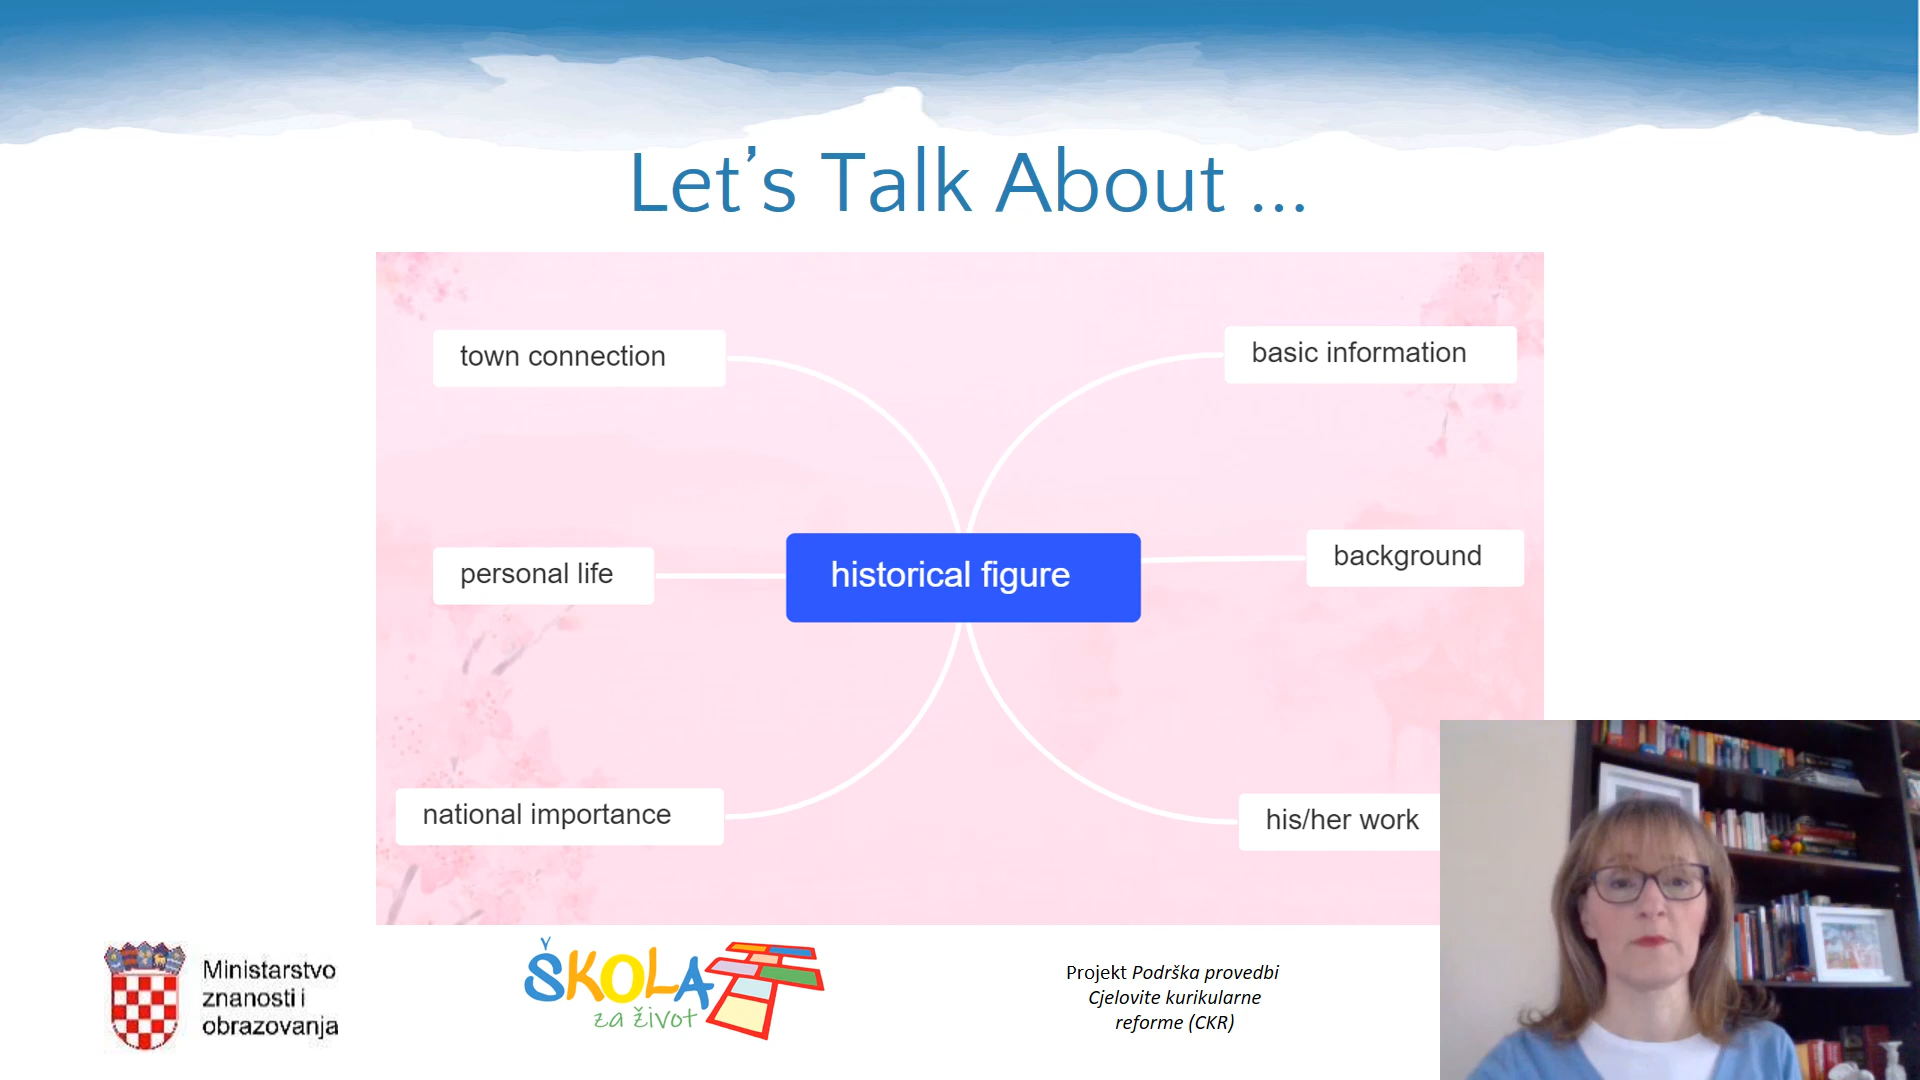 Let's Talk About ...
town connection
basic information
personal life
historical figure
background
national importance
his/her work
Ministarstvo
znanosti i
obrazovanja
ŠKOLA
za život
Projekt Podrška provedbi
Cjelovite kurikularne
reforme (CKR)